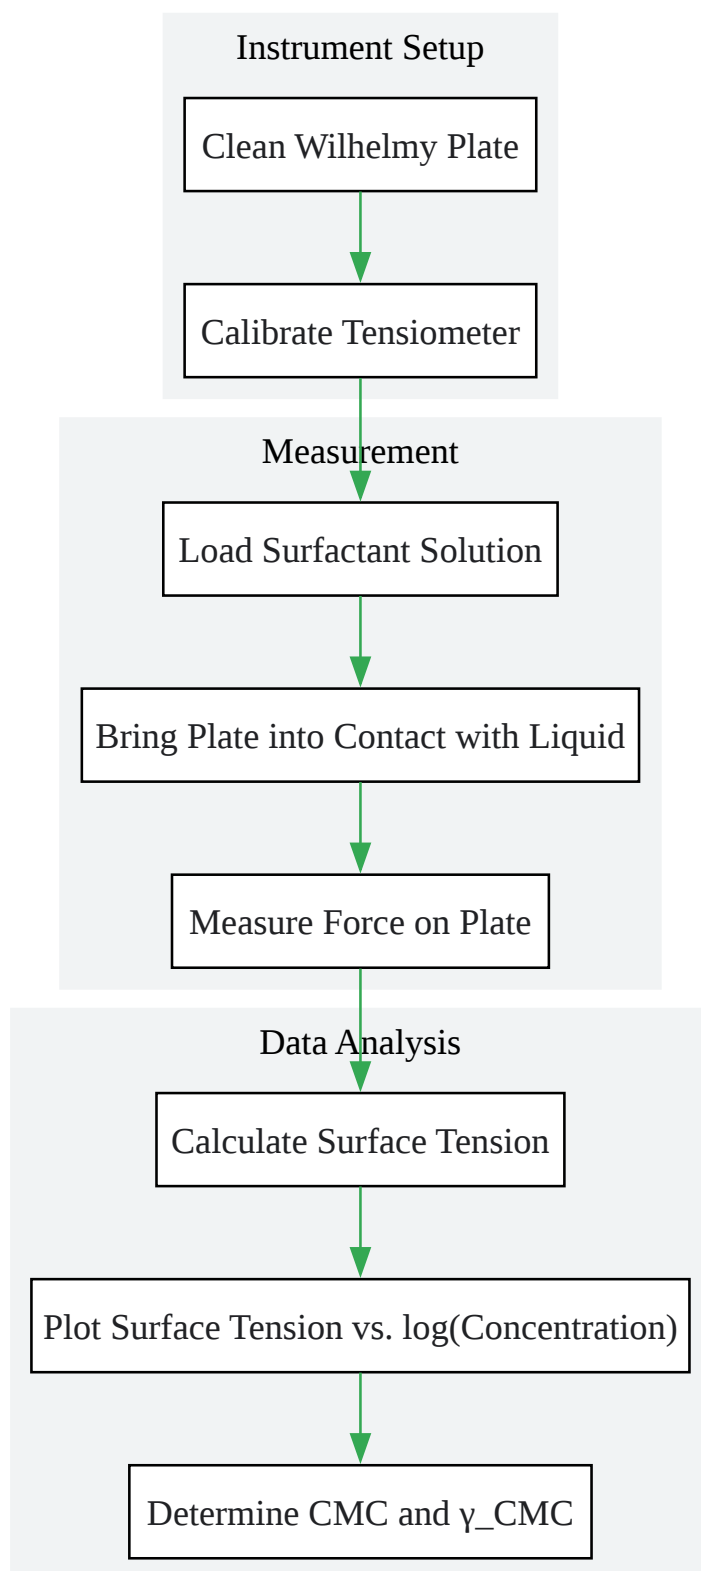 Instrument Setup
Clean Wilhelmy Plate
Calibrate Tensiometer
Measurement
Load Surfactant Solution
Bring Plate into Contact with Liquid
Measure Force on Plate
Data Analysis
Calculate Surface Tension
Plot Surface Tension vs. log(Concentration)
Determine CMC and γ_CMC